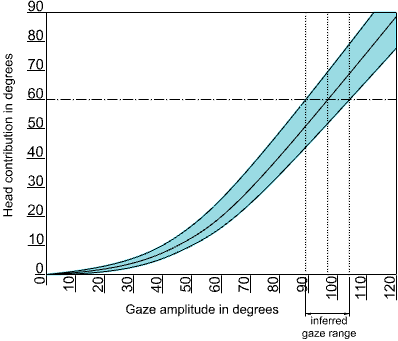 Head contribution in degrees
90
80
70
60
50
40
30
20
10
0
0 10 20 30 40 50 60 70 80 90 100 110 120
Gaze amplitude in degrees
inferred
gaze range